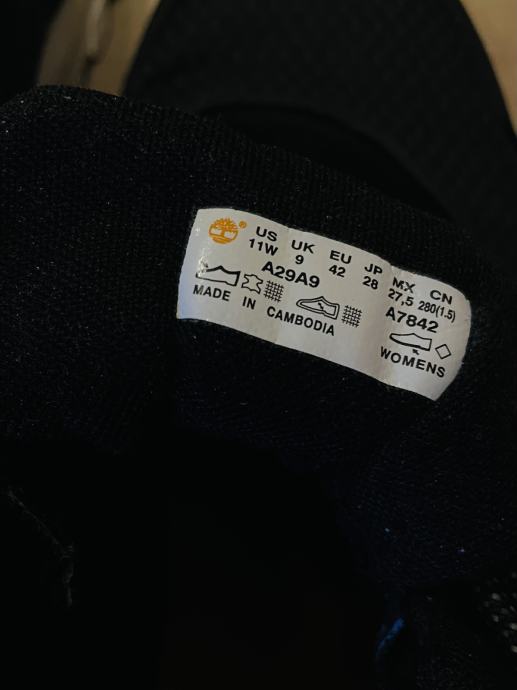 US UK EU JP MX CN
11W 9 42 28 27,5 280(1.5)
A29A9 A7842
MADE IN CAMBODIA WOMENS